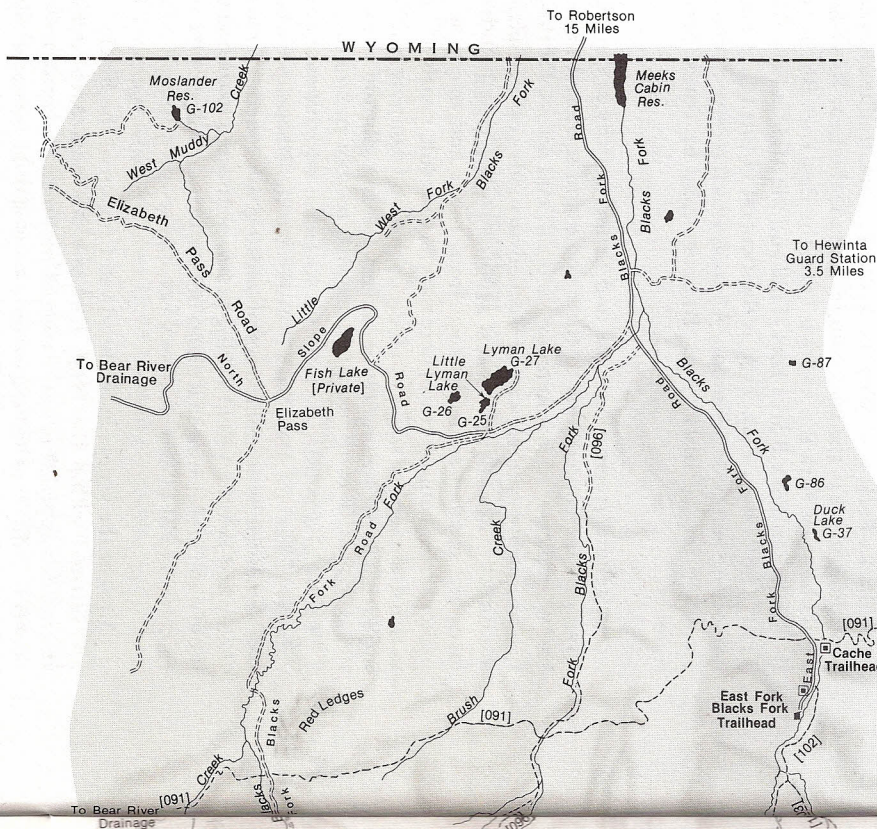 To Robertson
15 Miles
WYOMING
Moslander
Res.
G-102
Creek
West Muddy
Fork
Blacks
Fork
West
Little
Meeks
Cabin
Res.
Road
Fork
Blacks
Fork
Blacks
Elizabeth
Pass
Road
To Hewinta
Guard Station
3.5 Miles
To Bear River
Drainage
North
Slope
Road
Fish Lake
[Private]
Elizabeth
Pass
Little
Lyman
Lake
Lyman Lake
G-27
G-26
G-25
G-87
Blacks
Fork
Road
Fork
Blacks
Fork
[096]
G-86
Duck
Lake
G-37
Fork
Road
Fork
Creek
Blacks
Fork
Brush
[091]
Red Ledges
Blacks
Fork
Blacks
Creek
[091]
To Bear River
Drainage
[091]
Cache
East
East Fork
Blacks Fork
Trailhead
[102]